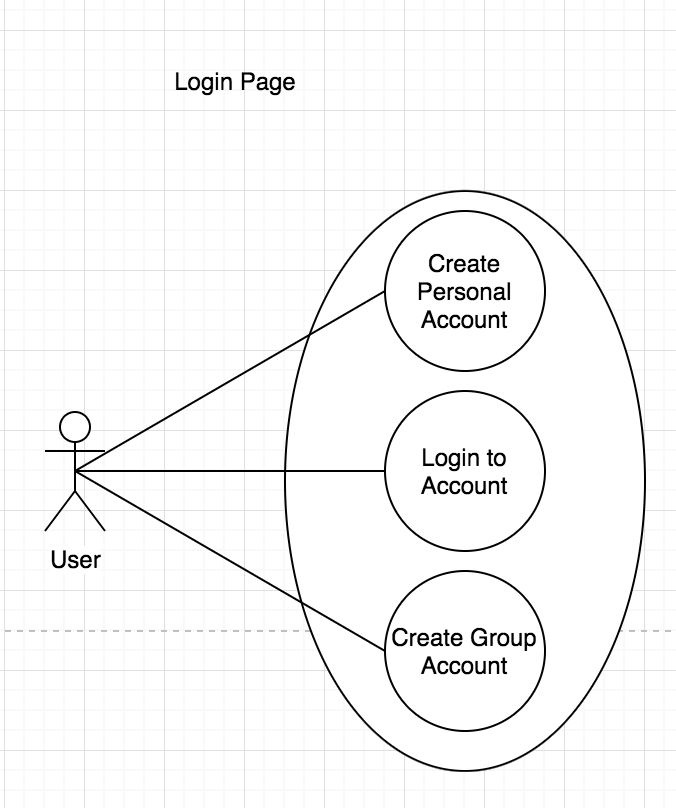 Login Page
Create
Personal
Account
Login to
Account
User
Create Group
Account